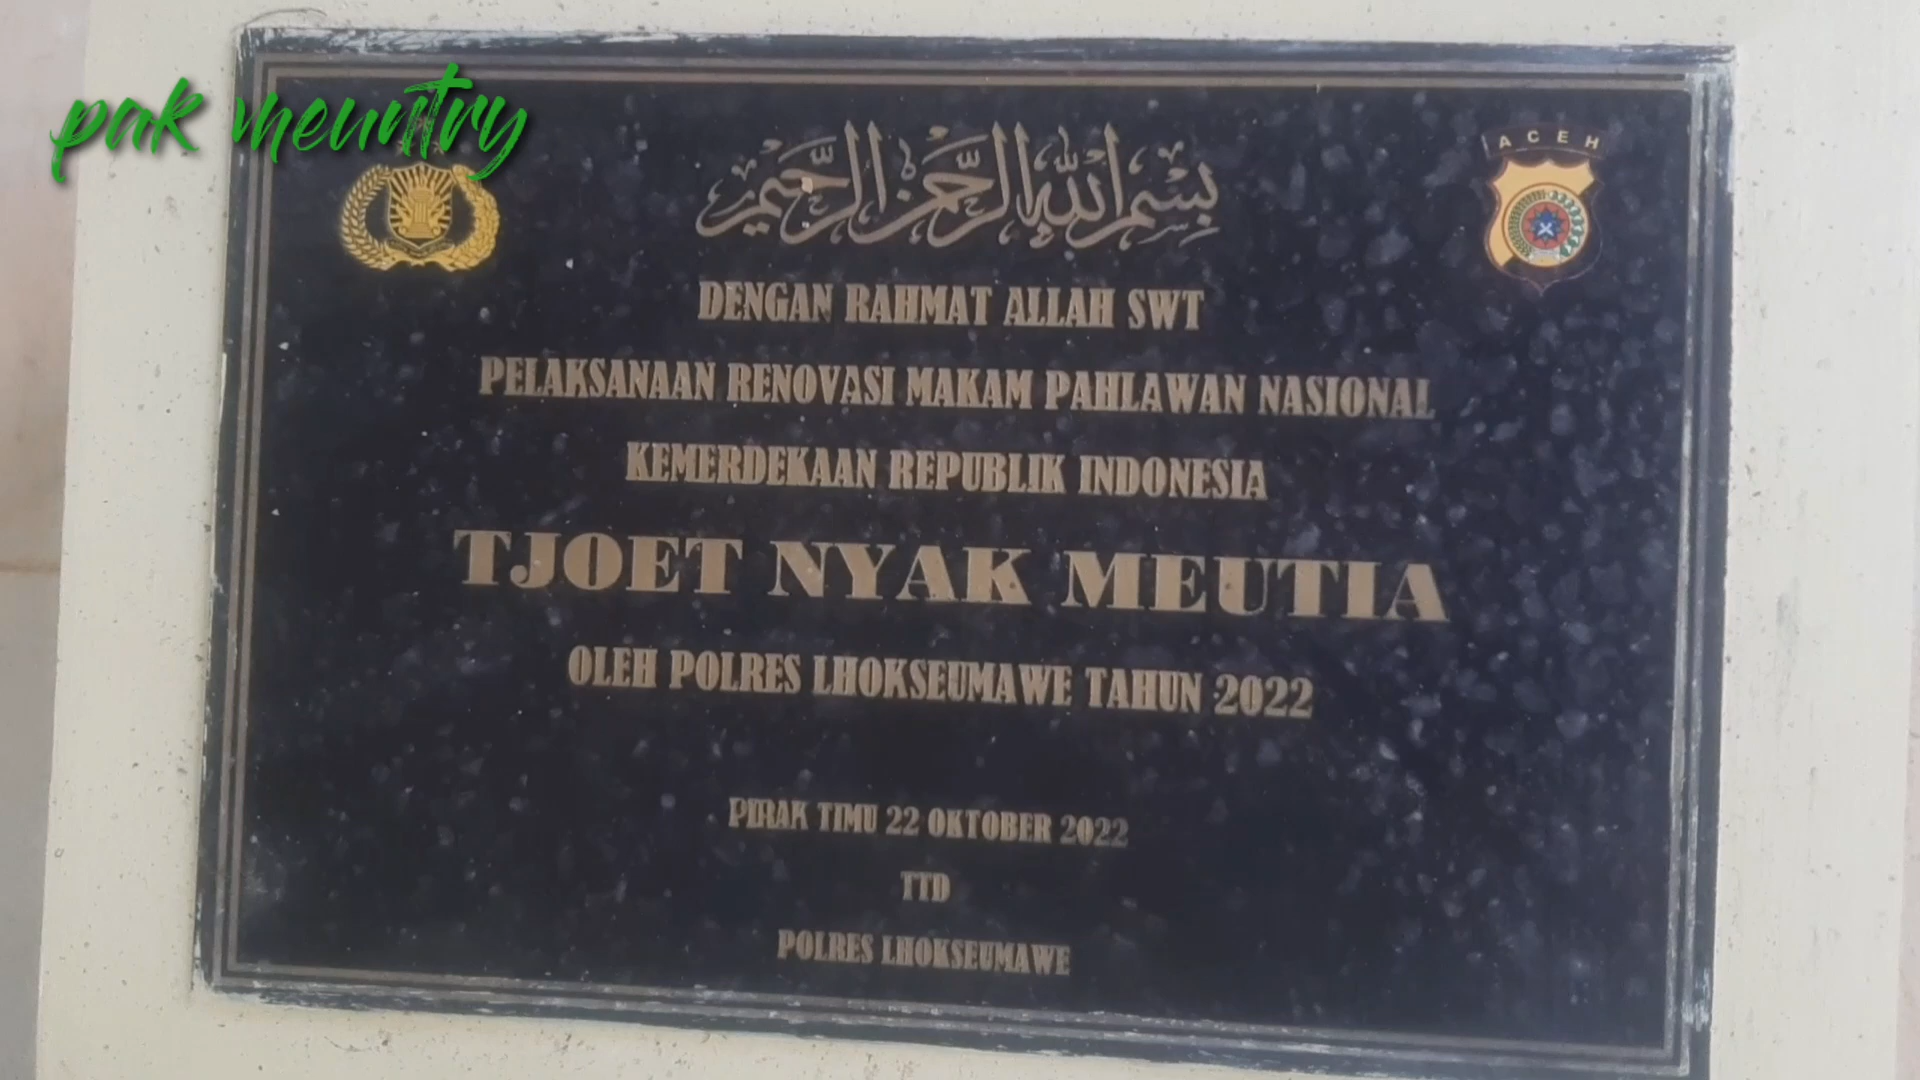 pak meuntry
ACEH
بسم الله الرحمن الرحيم
DENGAN RAHMAT ALLAH SWT
PELAKSANAAN RENOVASI MAKAM PAHLAWAN NASIONAL
KEMERDEKAAN REPUBLIK INDONESIA
TJOET NYAK MEUTIA
OLEH POLRES LHOKSEUMAWE TAHUN 2022
PIRAK TIMU 22 OKTOBER 2022
TTD
POLRES LHOKSEUMAWE